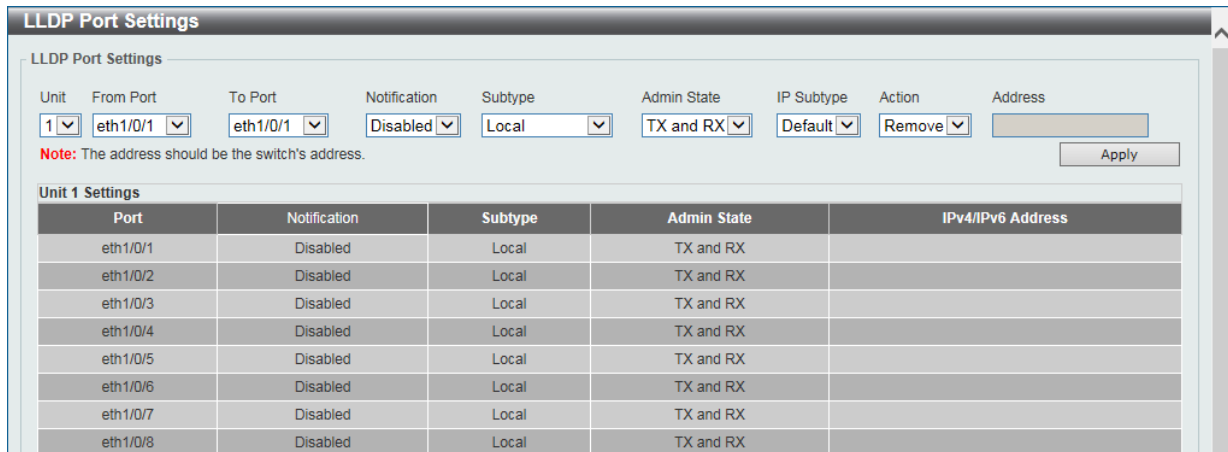 LLDP Port Settings
LLDP Port Settings
Unit From Port To Port Notification Subtype Admin State IP Subtype Action Address
1 eth1/0/1 eth1/0/1 Disabled Local TX and RX Default Remove
Note: The address should be the switch's address.
Apply
Unit 1 Settings
Port Notification Subtype Admin State IPv4/IPv6 Address
eth1/0/1 Disabled Local TX and RX
eth1/0/2 Disabled Local TX and RX
eth1/0/3 Disabled Local TX and RX
eth1/0/4 Disabled Local TX and RX
eth1/0/5 Disabled Local TX and RX
eth1/0/6 Disabled Local TX and RX
eth1/0/7 Disabled Local TX and RX
eth1/0/8 Disabled Local TX and RX